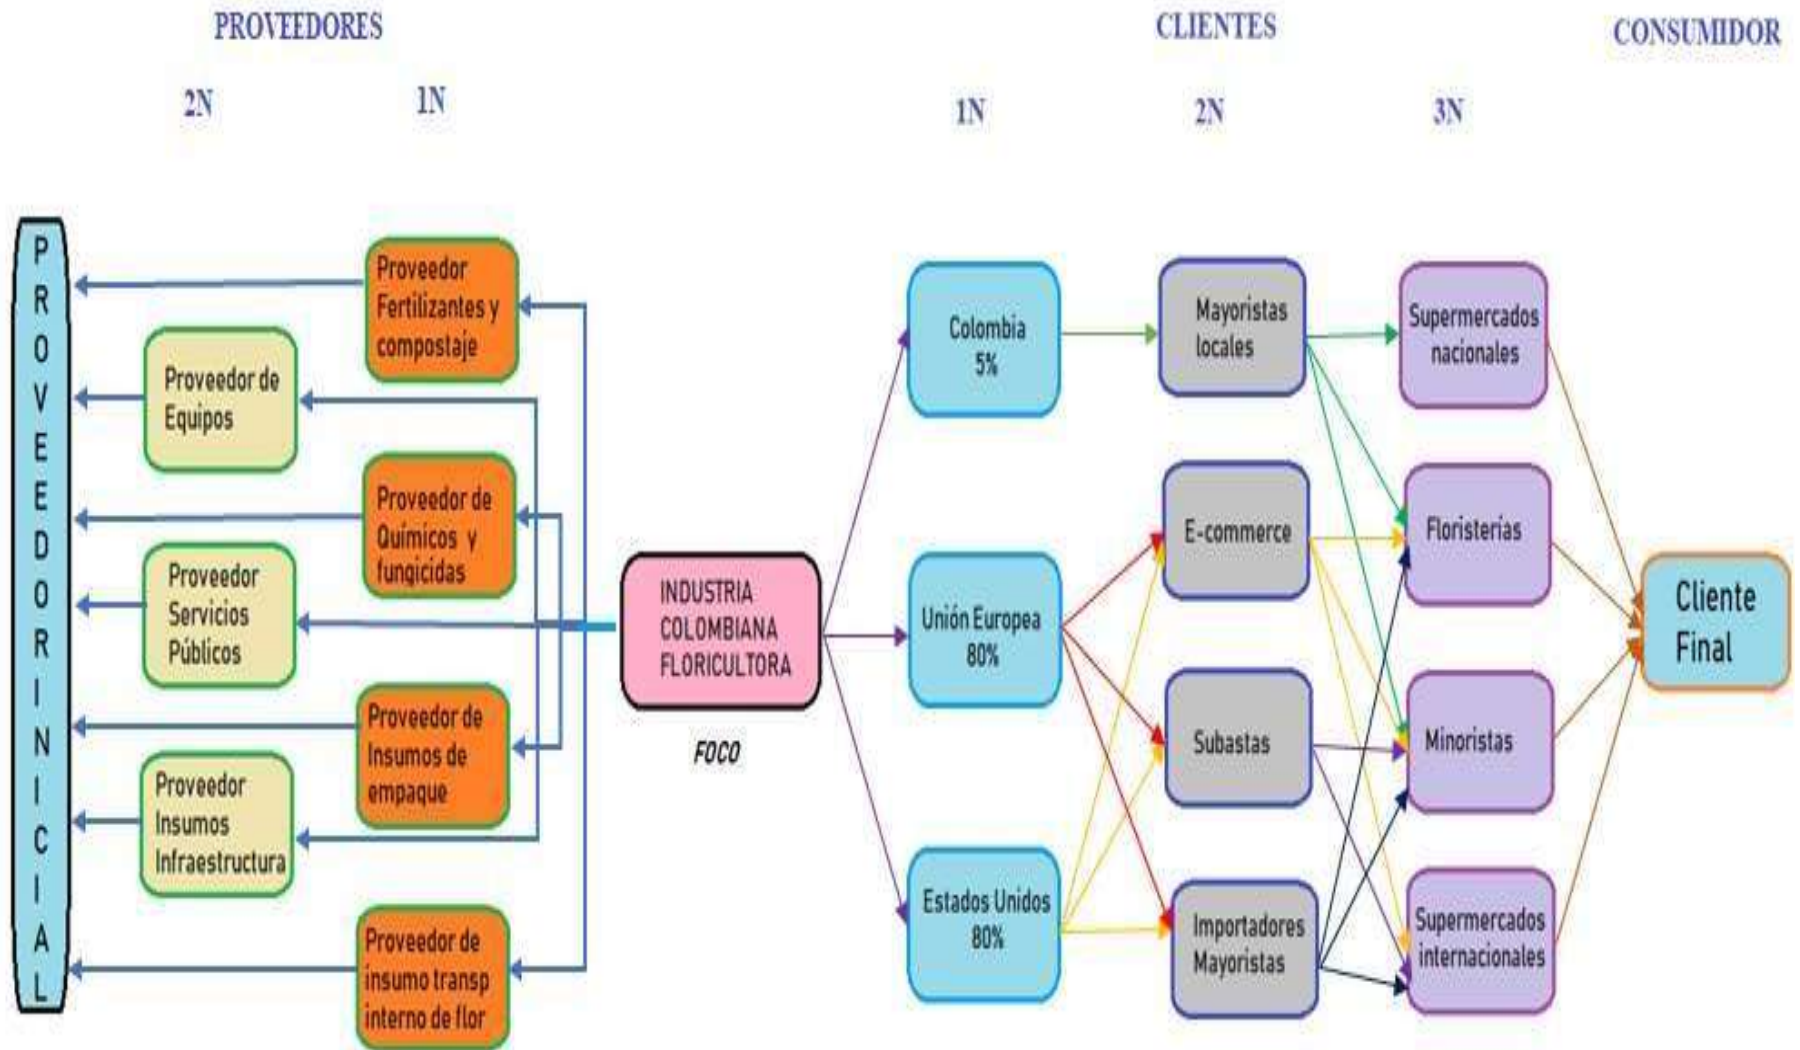 PROVEEDORES
CLIENTES
CONSUMIDOR
2N
1N
1N
2N
3N
P
R
O
V
E
E
D
O
R
I
N
I
C
I
A
L
Proveedor
Fertilizantes y
compostaje
Proveedor de
Equipos
Proveedor de
Químicos y
fungicidas
Proveedor
Servicios
Públicos
Proveedor de
Insumos de
empaque
Proveedor
Insumos
Infraestructura
Proveedor de
insumo transp
interno de flor
INDUSTRIA
COLOMBIANA
FLORICULTORA
FOCO
Colombia
5%
Unión Europea
80%
Estados Unidos
80%
Mayoristas
locales
E-commerce
Subastas
Importadores
Mayoristas
Supermercados
nacionales
Floristerías
Minoristas
Supermercados
internacionales
Cliente
Final